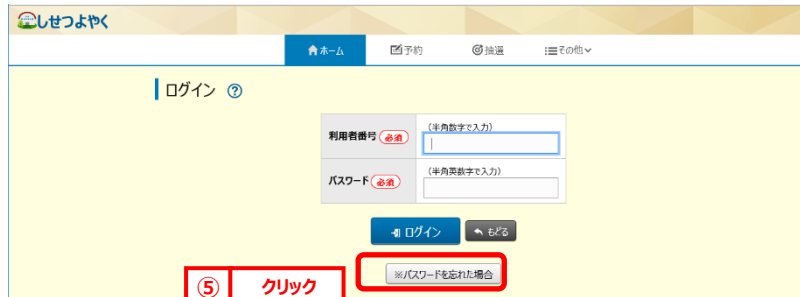 しせつよやく
ホーム 予約 抽選 その他
ログイン ?
利用者番号 必須 (半角数字で入力)
パスワード 必須 (半角英数字で入力)
ログイン もどる
※パスワードを忘れた場合
⑤ クリック